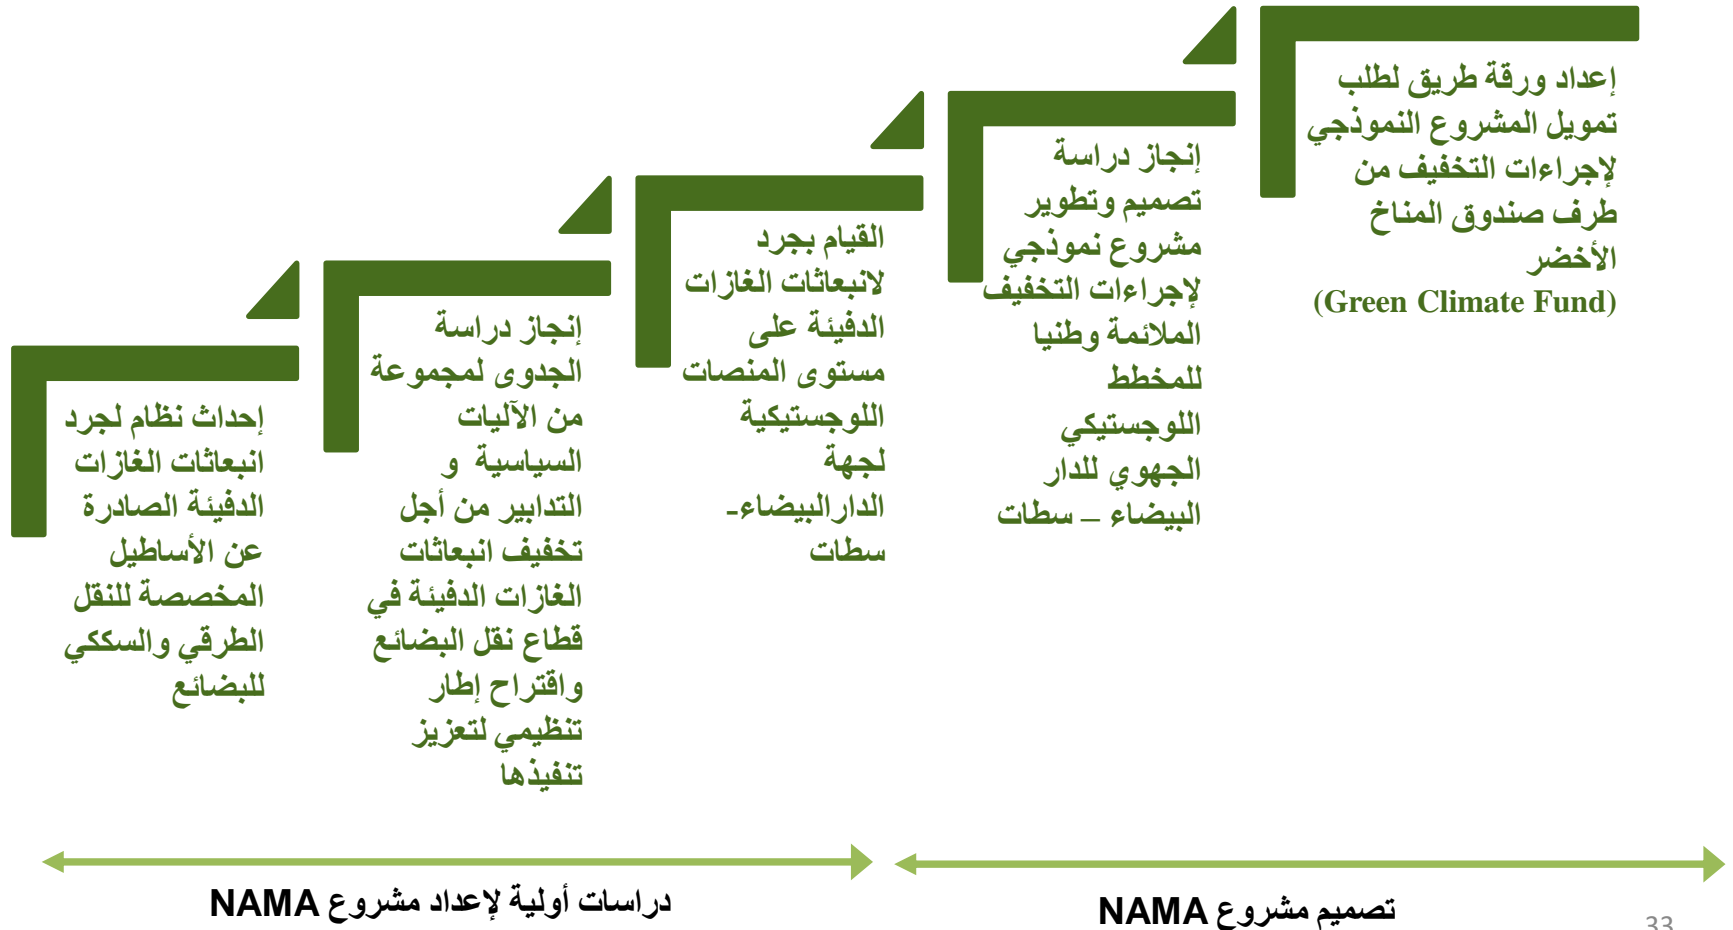 إحداث نظام لجرد
انبعاثات الغازات
الدفيئة الصادرة
عن الأساطيل
المخصصة للنقل
الطرقي والسككي
للبضائع
إنجاز دراسة
الجدوى لمجموعة
من الآليات
السياسية و
التدابير من أجل
تخفيف انبعاثات
الغازات الدفيئة في
قطاع نقل البضائع
واقتراح إطار
تنظيمي لتعزيز
تنفيذها
القيام بجرد
لانبعاثات الغازات
الدفيئة على
مستوى المنصات
اللوجستيكية
لجهة
الدارالبيضاء-
سطات
إنجاز دراسة
تصميم وتطوير
مشروع نموذجي
لإجراءات التخفيف
الملائمة وطنيا
للمخطط
اللوجستيكي
الجهوي للدار
البيضاء – سطات
إعداد ورقة طريق لطلب
تمويل المشروع النموذجي
لإجراءات التخفيف من
طرف صندوق المناخ
الأخضر
(Green Climate Fund)
دراسات أولية لإعداد مشروع NAMA
تصميم مشروع NAMA
33